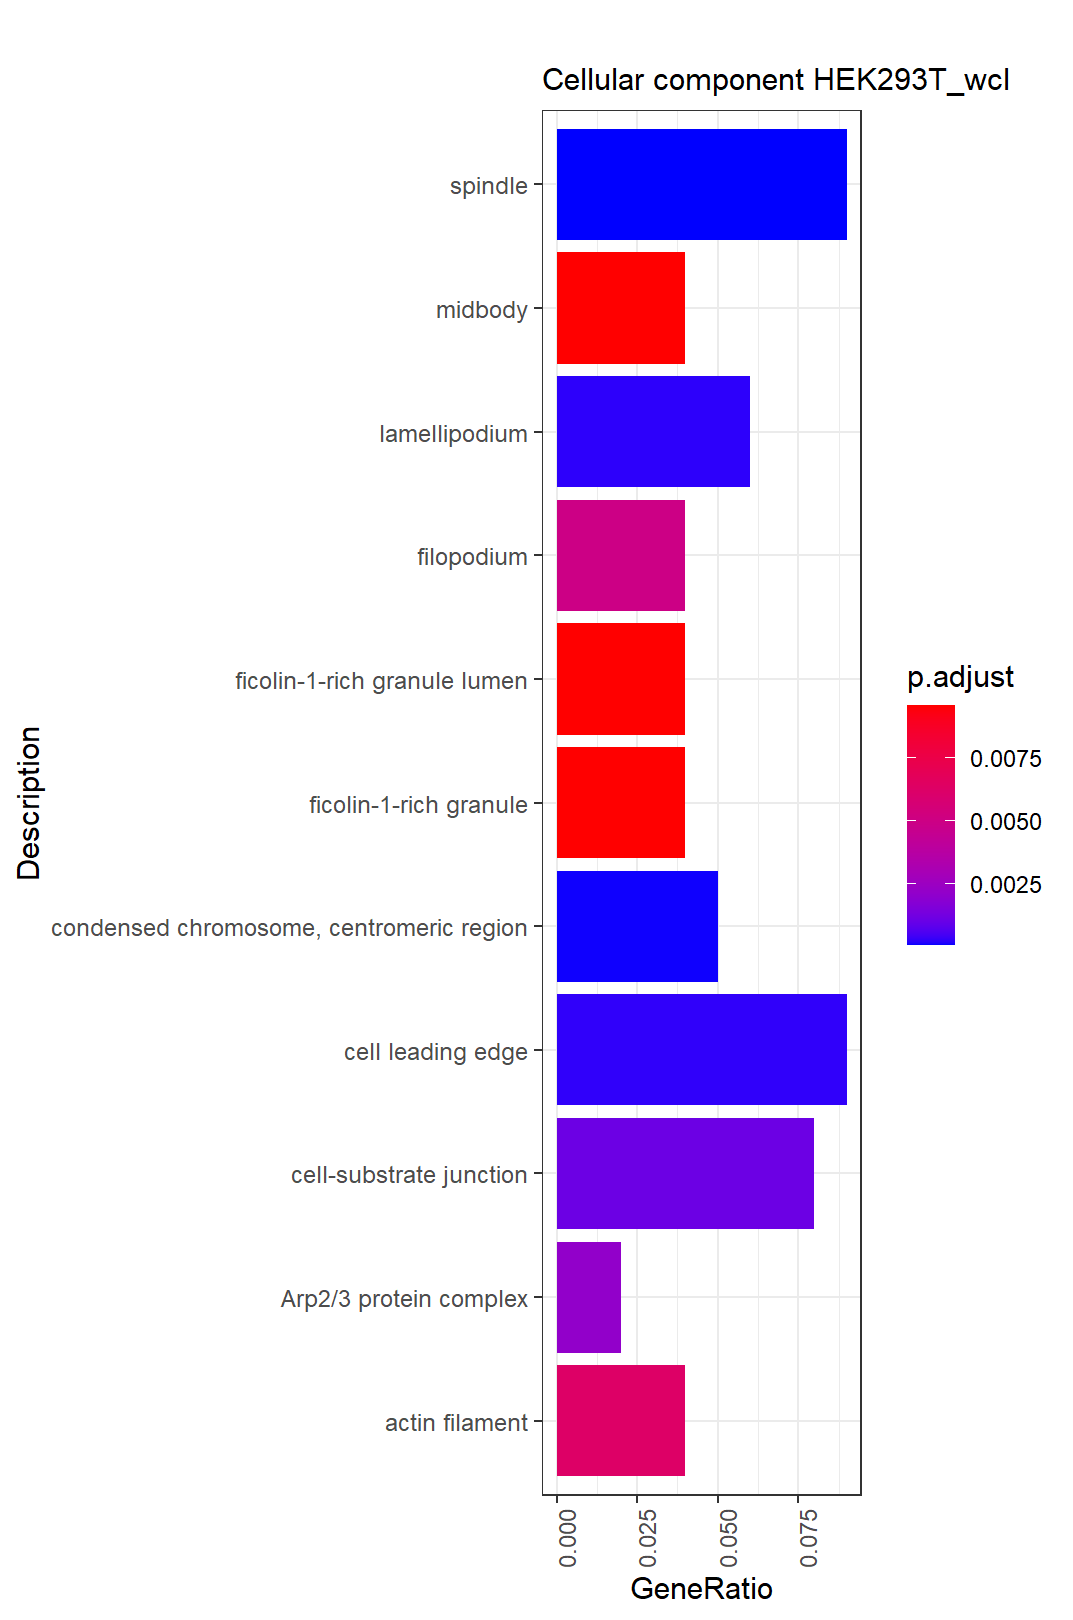 Cellular component HEK293T_wcl
spindle
midbody
lamellipodium
filopodium
ficolin-1-rich granule lumen
ficolin-1-rich granule
condensed chromosome, centromeric region
cell leading edge
cell-substrate junction
Arp2/3 protein complex
actin filament
Description
0.000
0.025
0.050
0.075
GeneRatio
p.adjust
0.0075
0.0050
0.0025